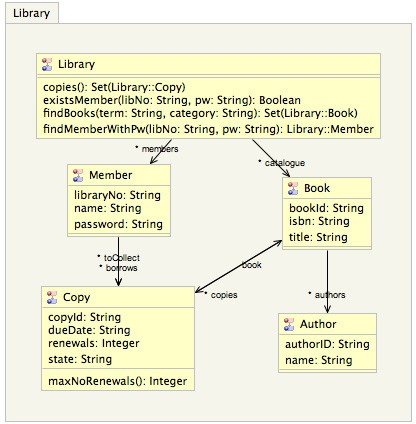 Library
Library
copies(): Set(Library::Copy)
existsMember(libNo: String, pw: String): Boolean
findBooks(term: String, category: String): Set(Library::Book)
findMemberWithPw(libNo: String, pw: String): Library::Member
* members
* catalogue
Member
libraryNo: String
name: String
password: String
Book
bookId: String
isbn: String
title: String
* toCollect
* borrows
book
* copies
* authors
Copy
copyId: String
dueDate: String
renewals: Integer
state: String
maxNoRenewals(): Integer
Author
authorID: String
name: String